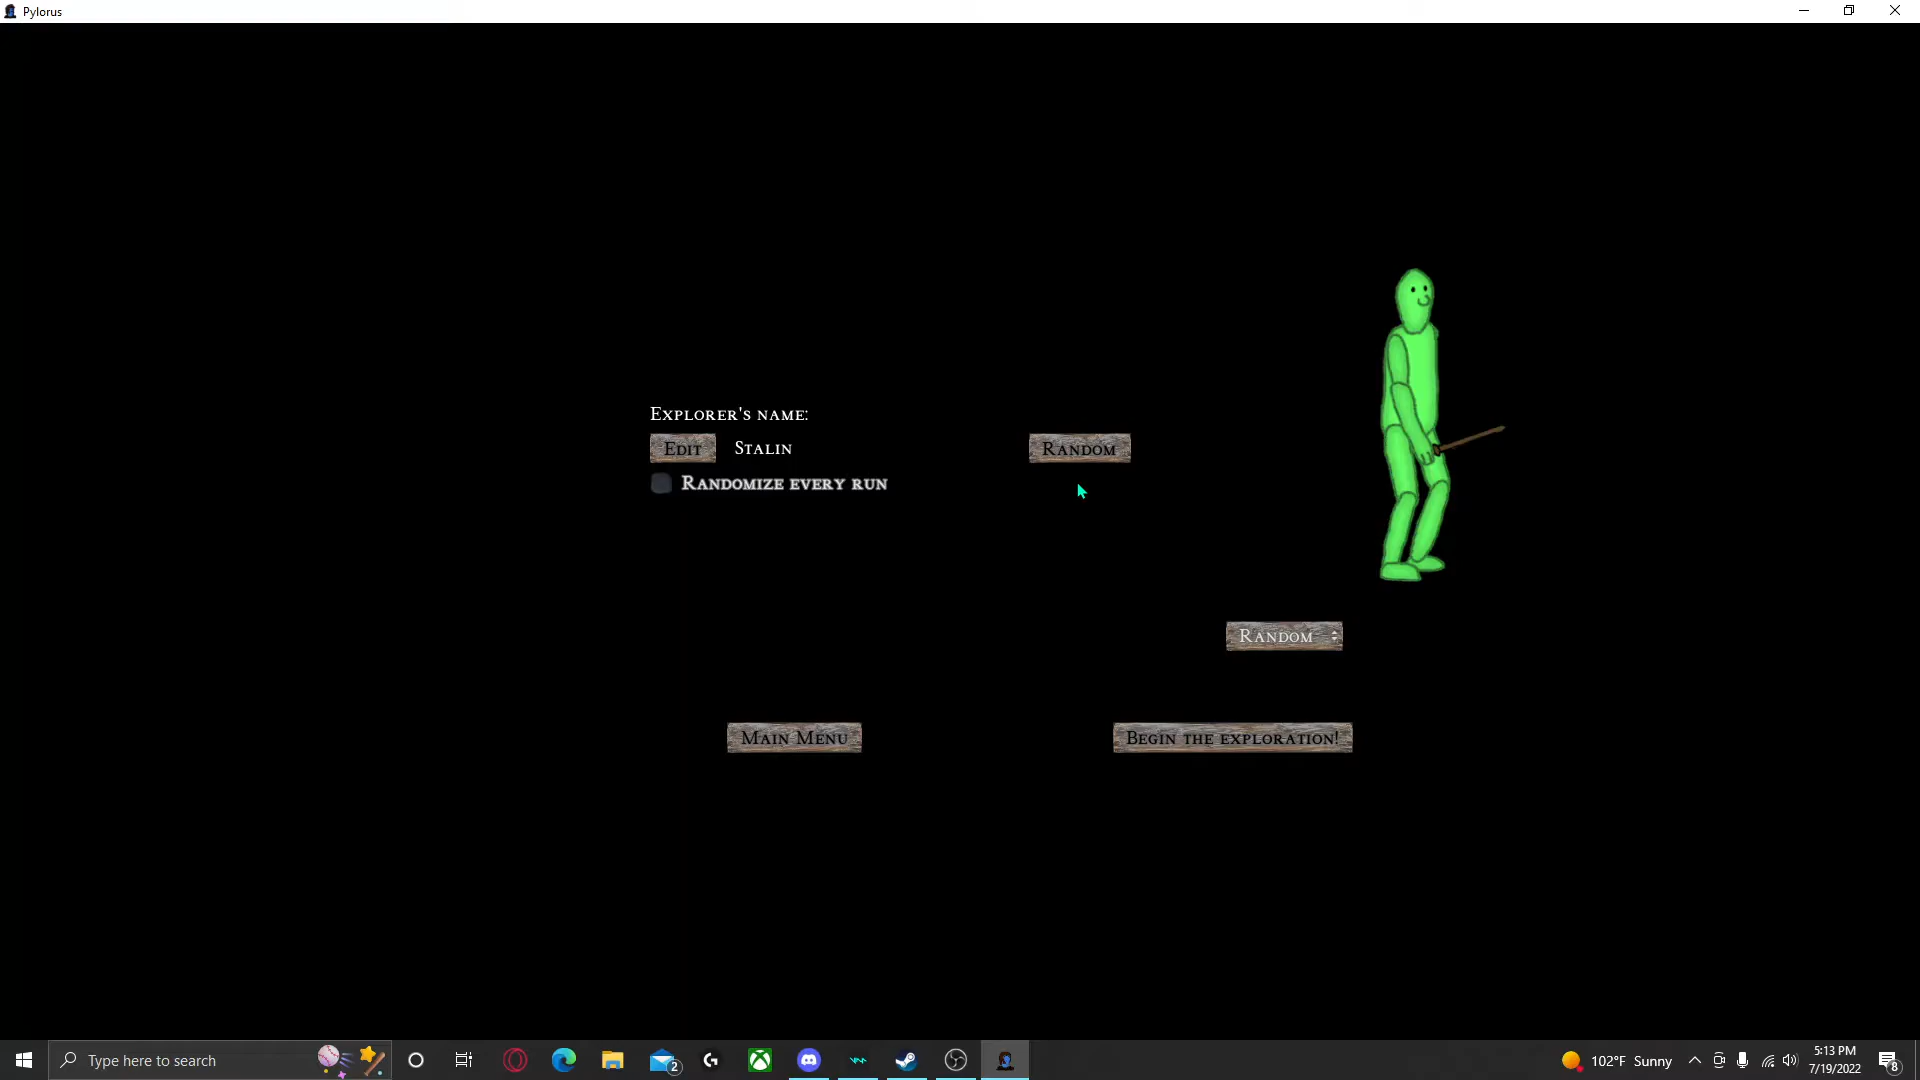 Pylorus
Explorer's name:
Edit Stalin Random
Randomize every run
Random
Main Menu Begin the exploration!
Type here to search 2 102°F Sunny 5:13 PM
7/19/2022 8